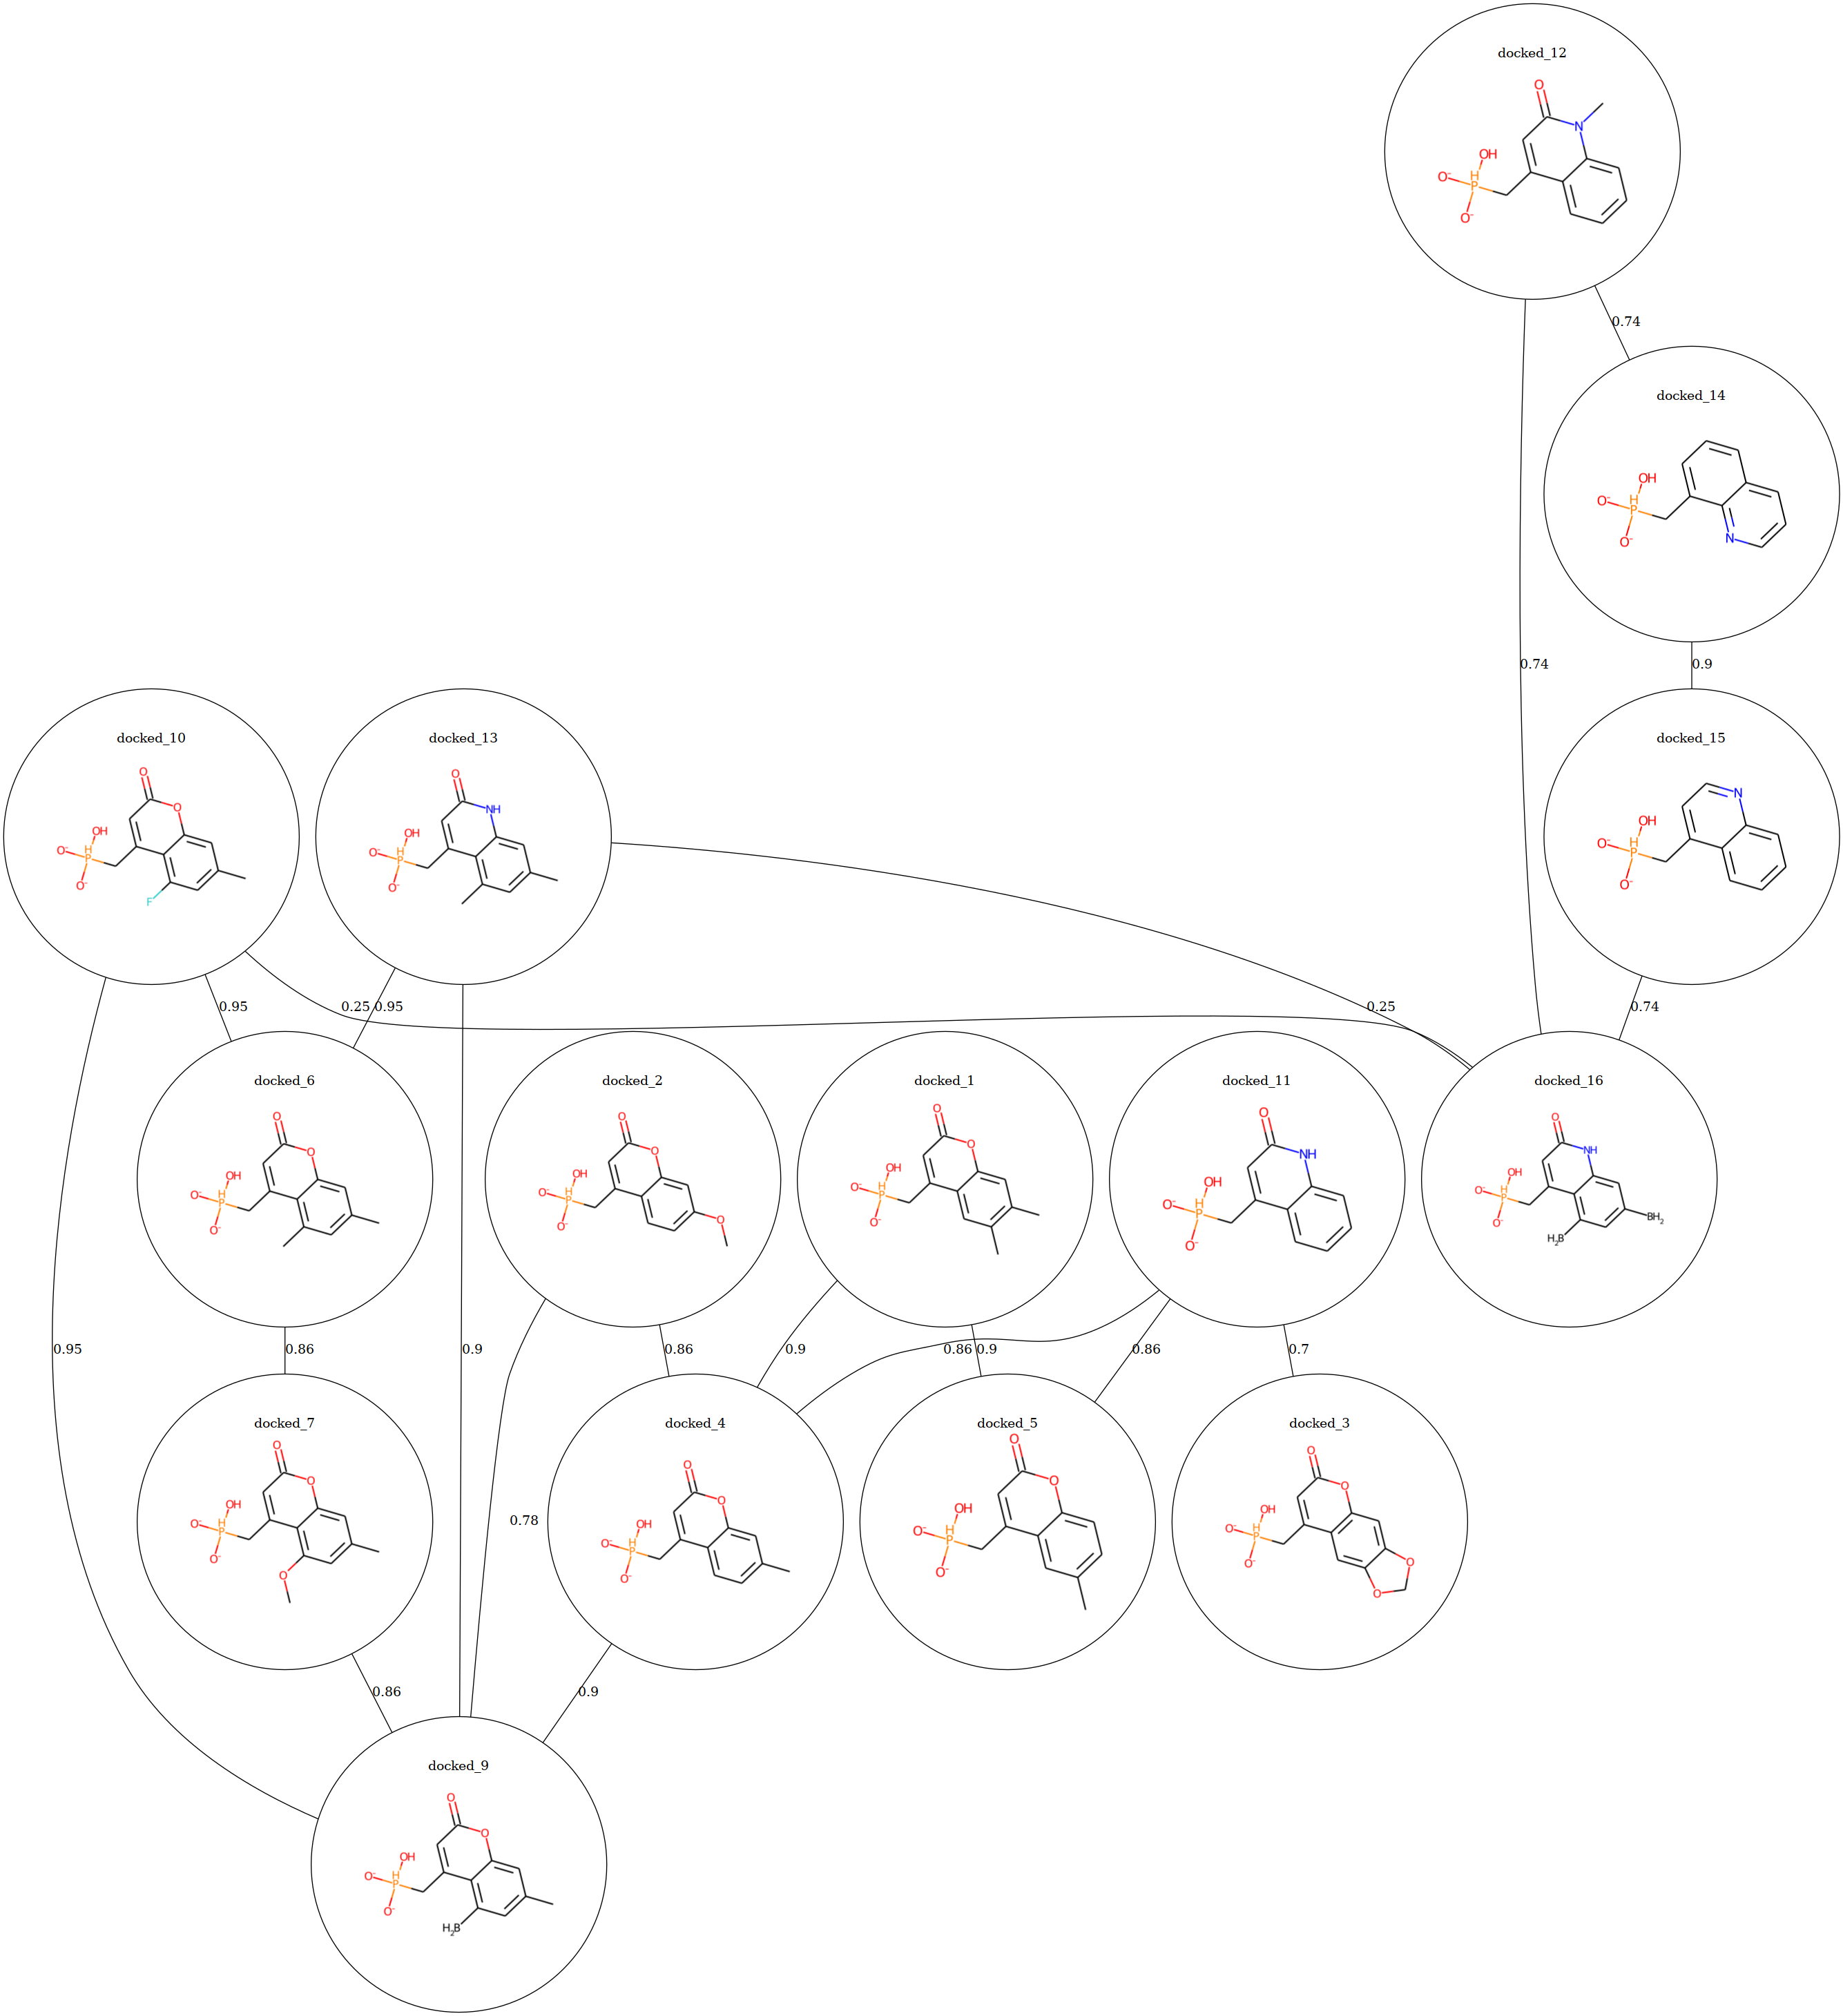 docked_12
O
N
OH
H
P
O-
O-
0.74
docked_14
OH
H
P
O-
O-
N
0.74
0.9
docked_10
O
O
OH
H
P
O-
O-
F
docked_13
O
NH
OH
H
P
O-
O-
docked_15
N
OH
H
P
O-
O-
0.95
0.25
0.95
0.25
0.74
docked_6
O
O
OH
H
P
O-
O-
docked_2
O
O
OH
H
P
O-
O-
O
docked_1
O
O
OH
H
P
O-
O-
docked_11
O
NH
OH
H
P
O-
O-
docked_16
O
NH
OH
H
P
O-
O-
BH2
H2B
0.95
0.86
0.9
0.86
0.9
0.86
0.9
0.86
0.7
docked_7
O
O
OH
H
P
O-
O-
O
0.78
docked_4
O
O
OH
H
P
O-
O-
docked_5
O
O
OH
H
P
O-
O-
docked_3
O
O
OH
H
P
O-
O-
O
O
0.86
0.9
docked_9
O
O
OH
H
P
O-
O-
H2B